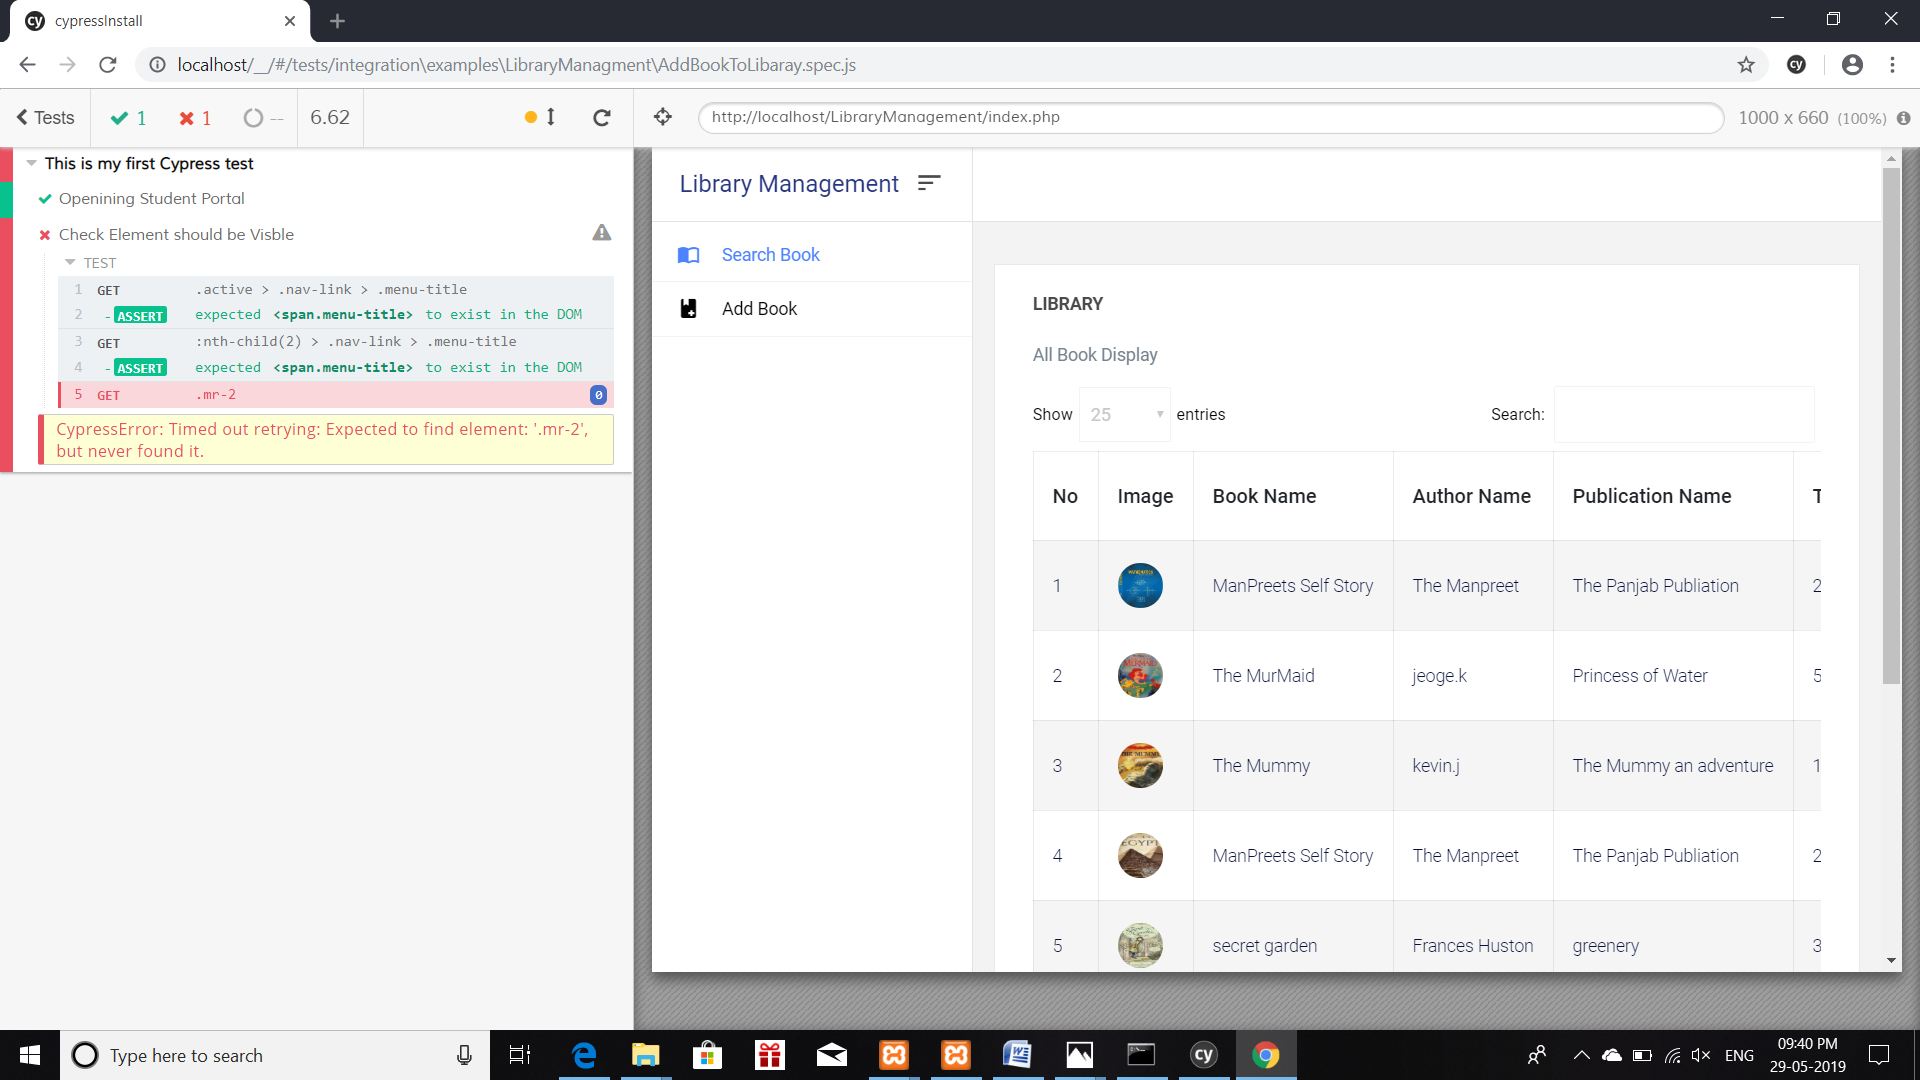 cy cypressInstall
localhost/__/#/tests/integration\examples\LibraryManagment\AddBookToLibaray.spec.js
cy
Tests 1 1 -- 6.62
http://localhost/LibraryManagement/index.php
1000 x 660 (100%)
This is my first Cypress test
Openining Student Portal
Check Element should be Visble
TEST
1 GET .active > .nav-link > .menu-title
2 - ASSERT expected <span.menu-title> to exist in the DOM
3 GET :nth-child(2) > .nav-link > .menu-title
4 - ASSERT expected <span.menu-title> to exist in the DOM
5 GET .mr-2 0
CypressError: Timed out retrying: Expected to find element: '.mr-2',
but never found it.
Library Management
Search Book
Add Book
LIBRARY
All Book Display
Show 25 entries
Search:
No Image Book Name Author Name Publication Name T
1 ManPreets Self Story The Manpreet The Panjab Publiation 2
2 The MurMaid jeoge.k Princess of Water 5
3 The Mummy kevin.j The Mummy an adventure 1
4 ManPreets Self Story The Manpreet The Panjab Publiation 2
5 secret garden Frances Huston greenery 3
Type here to search
cy
ENG
09:40 PM
29-05-2019